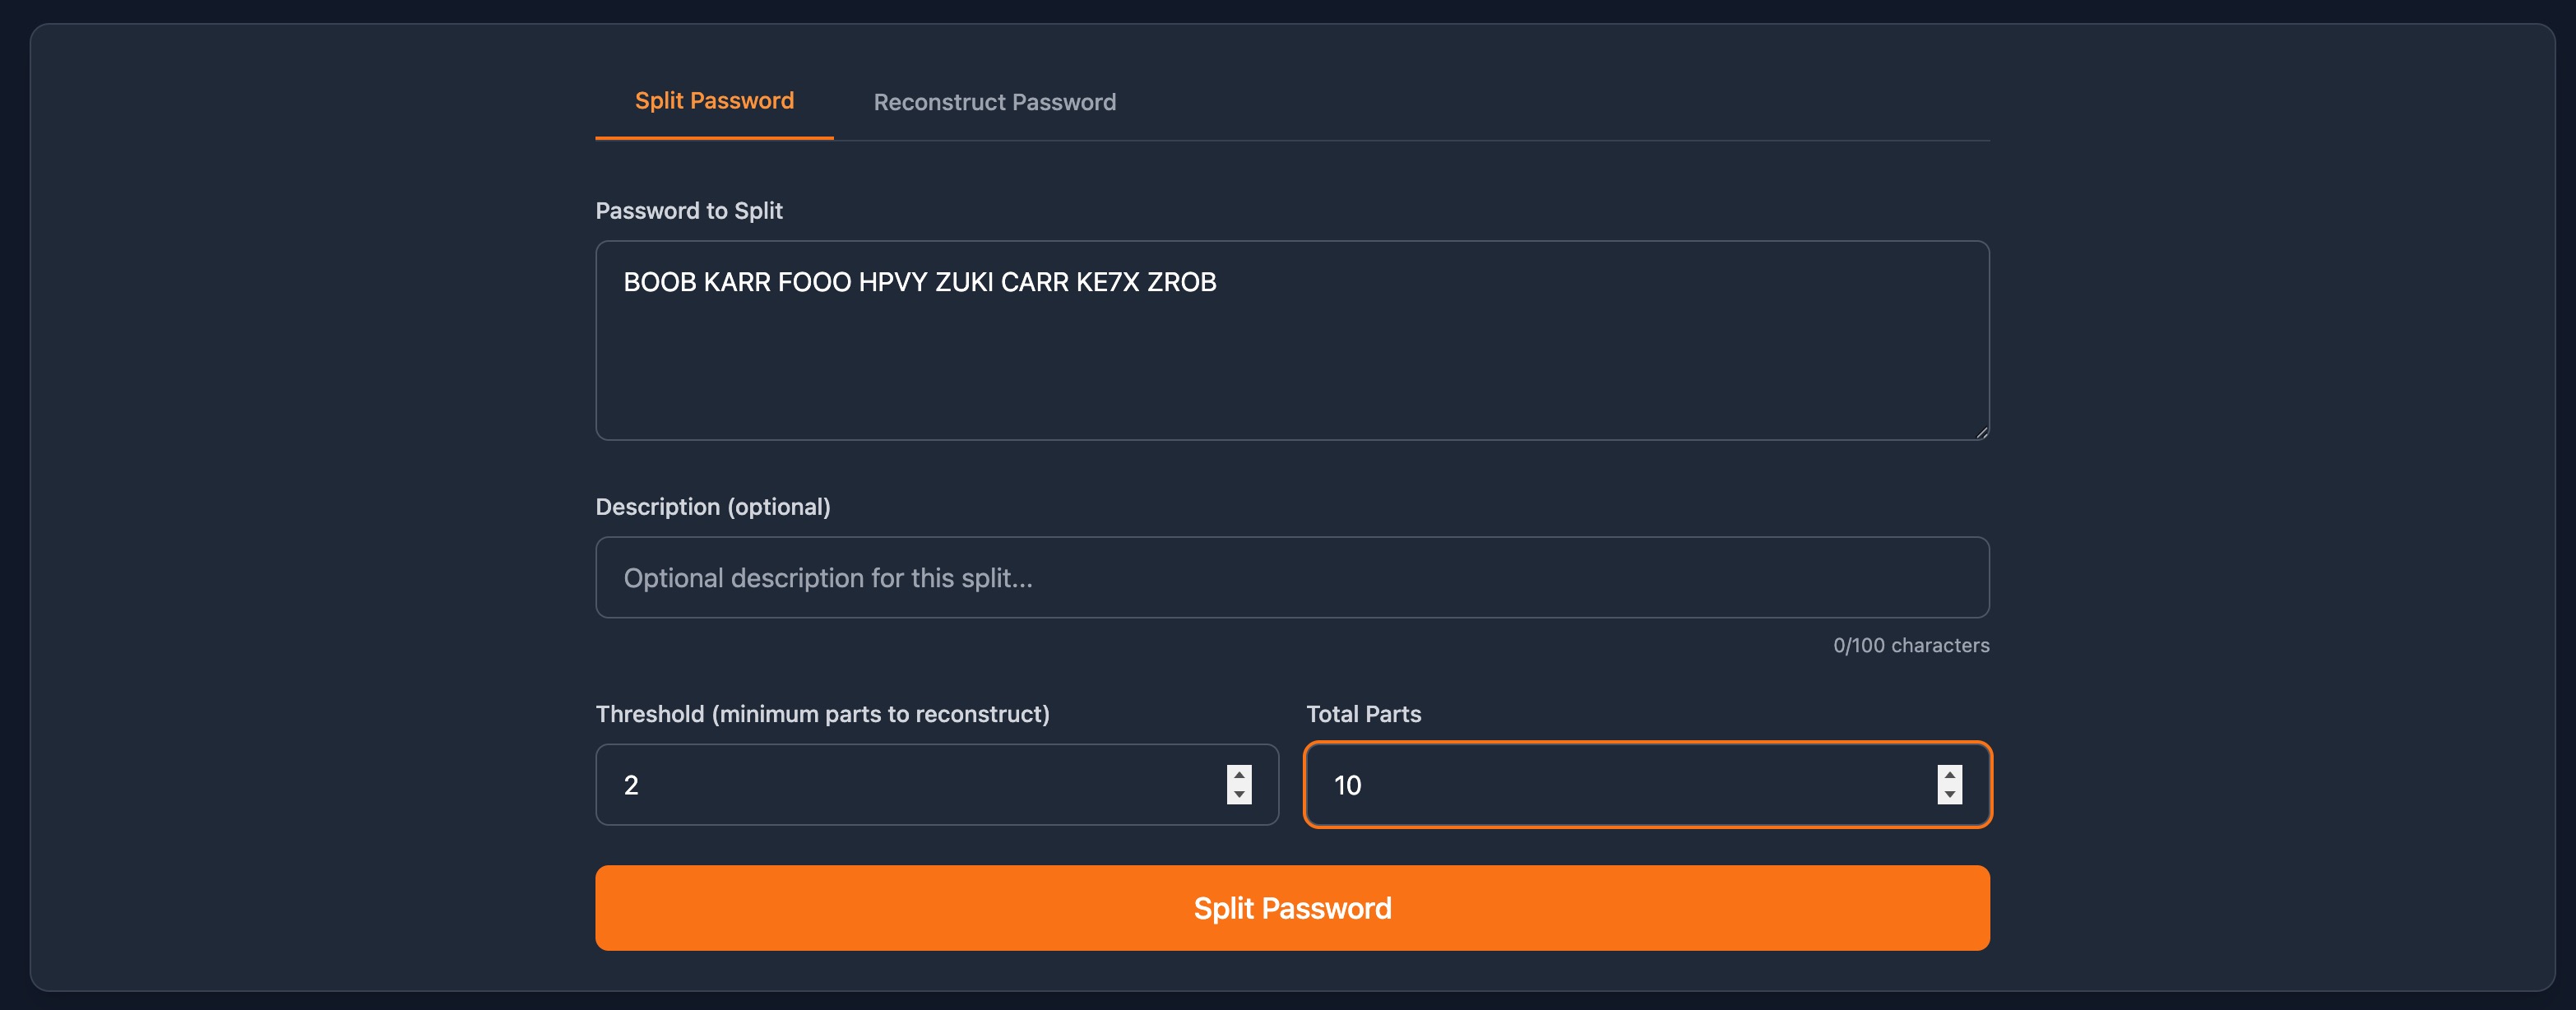 Split Password
Reconstruct Password
Password to Split
BOOB KARR FOOO HPVY ZUKI CARR KE7X ZROB
Description (optional)
Optional description for this split...
0/100 characters
Threshold (minimum parts to reconstruct)
Total Parts
2
10
Split Password